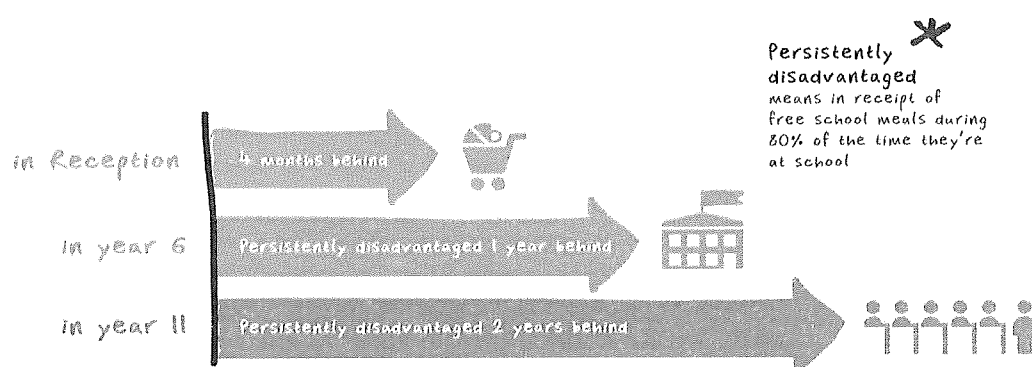 Persistently
disadvantaged
means in receipt of
free school meals during
80% of the time they're
at school
in Reception
4 months behind
in year 6
Persistently disadvantaged 1 year behind
in year 11
Persistently disadvantaged 2 years behind